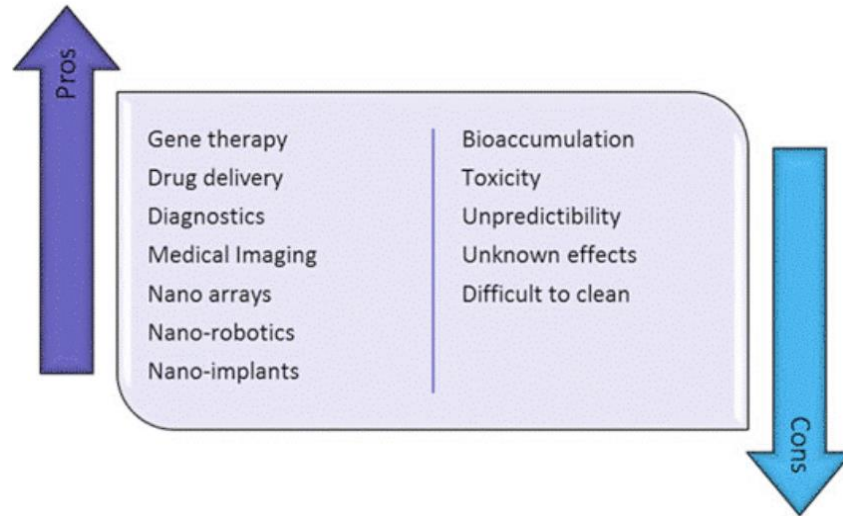 Pros
Gene therapy
Drug delivery
Diagnostics
Medical Imaging
Nano arrays
Nano-robotics
Nano-implants
Bioaccumulation
Toxicity
Unpredictibility
Unknown effects
Difficult to clean
Cons